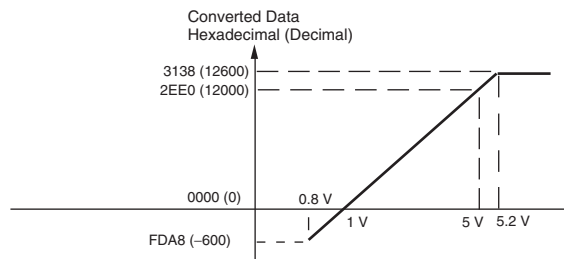 Converted Data
Hexadecimal (Decimal)
3138 (12600)
2EE0 (12000)
0000 (0)
0.8 V
1 V
5 V
5.2 V
FDA8 (−600)